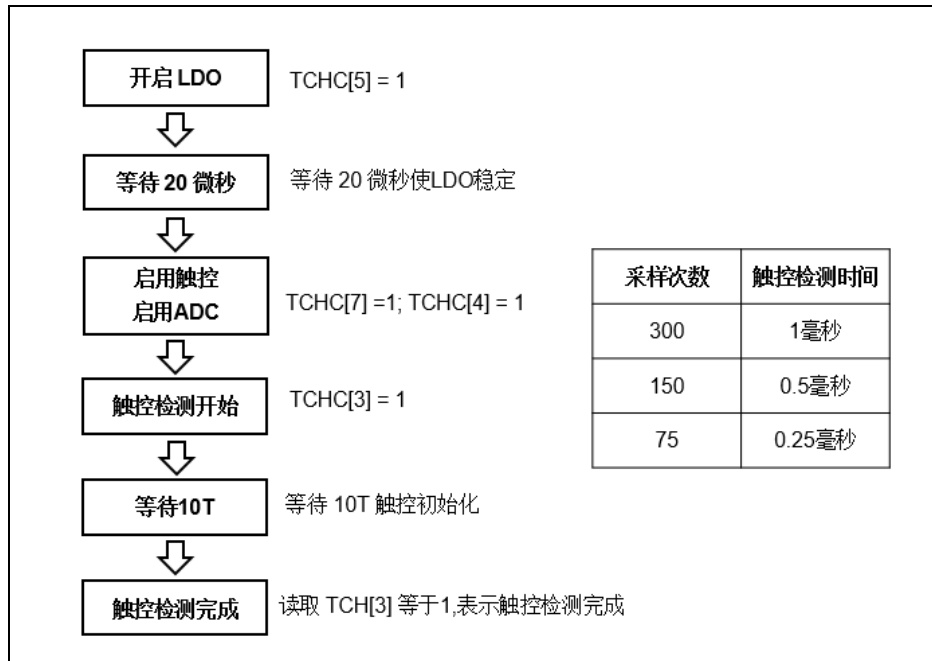 开启 LDO
TCHC[5] = 1
等待 20 微秒
等待 20 微秒使LDO稳定
启用触控
启用ADC
TCHC[7] =1; TCHC[4] = 1
触控检测开始
TCHC[3] = 1
等待10T
等待 10T 触控初始化
触控检测完成
读取 TCH[3] 等于1,表示触控检测完成
采样次数 触控检测时间
300 1毫秒
150 0.5毫秒
75 0.25毫秒